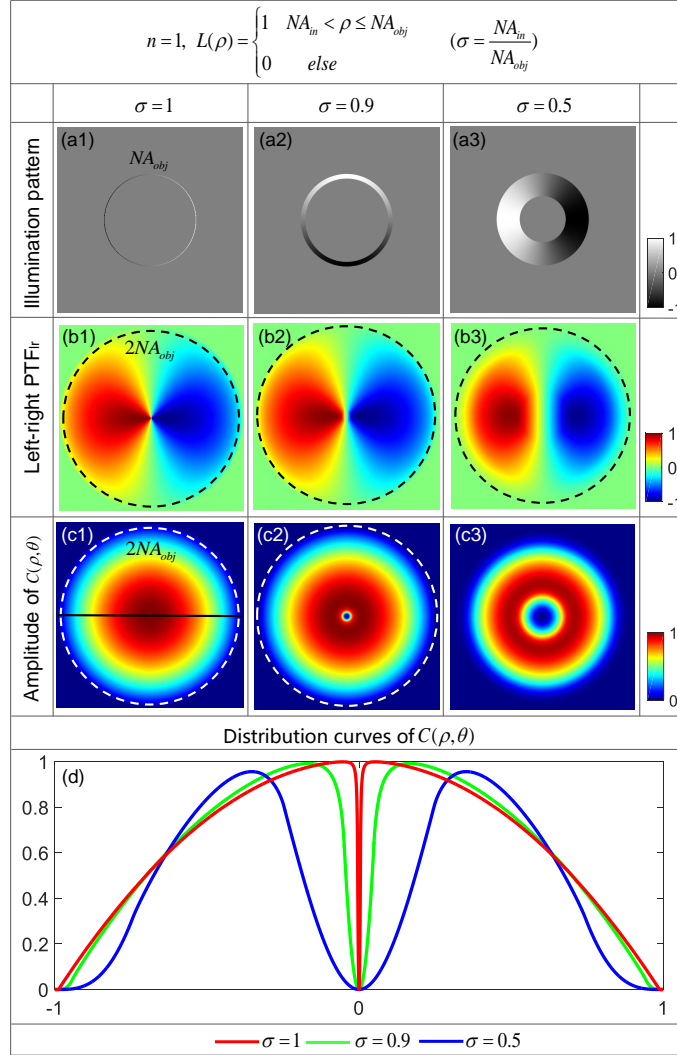 n = 1, L(ρ) = { 1 NA_in < ρ ≤ NA_obj (σ = NA_in / NA_obj)
0 else
σ = 1 σ = 0.9 σ = 0.5
Illumination pattern
(a1) (a2) (a3)
NA_obj
1
0
-1
Left-right PTF_lr
(b1) (b2) (b3)
2NA_obj
1
0
-1
Amplitude of C(ρ,θ)
(c1) (c2) (c3)
2NA_obj
1
0
Distribution curves of C(ρ,θ)
(d)
1
0.8
0.6
0.4
0.2
0
-1 0 1
σ = 1 σ = 0.9 σ = 0.5